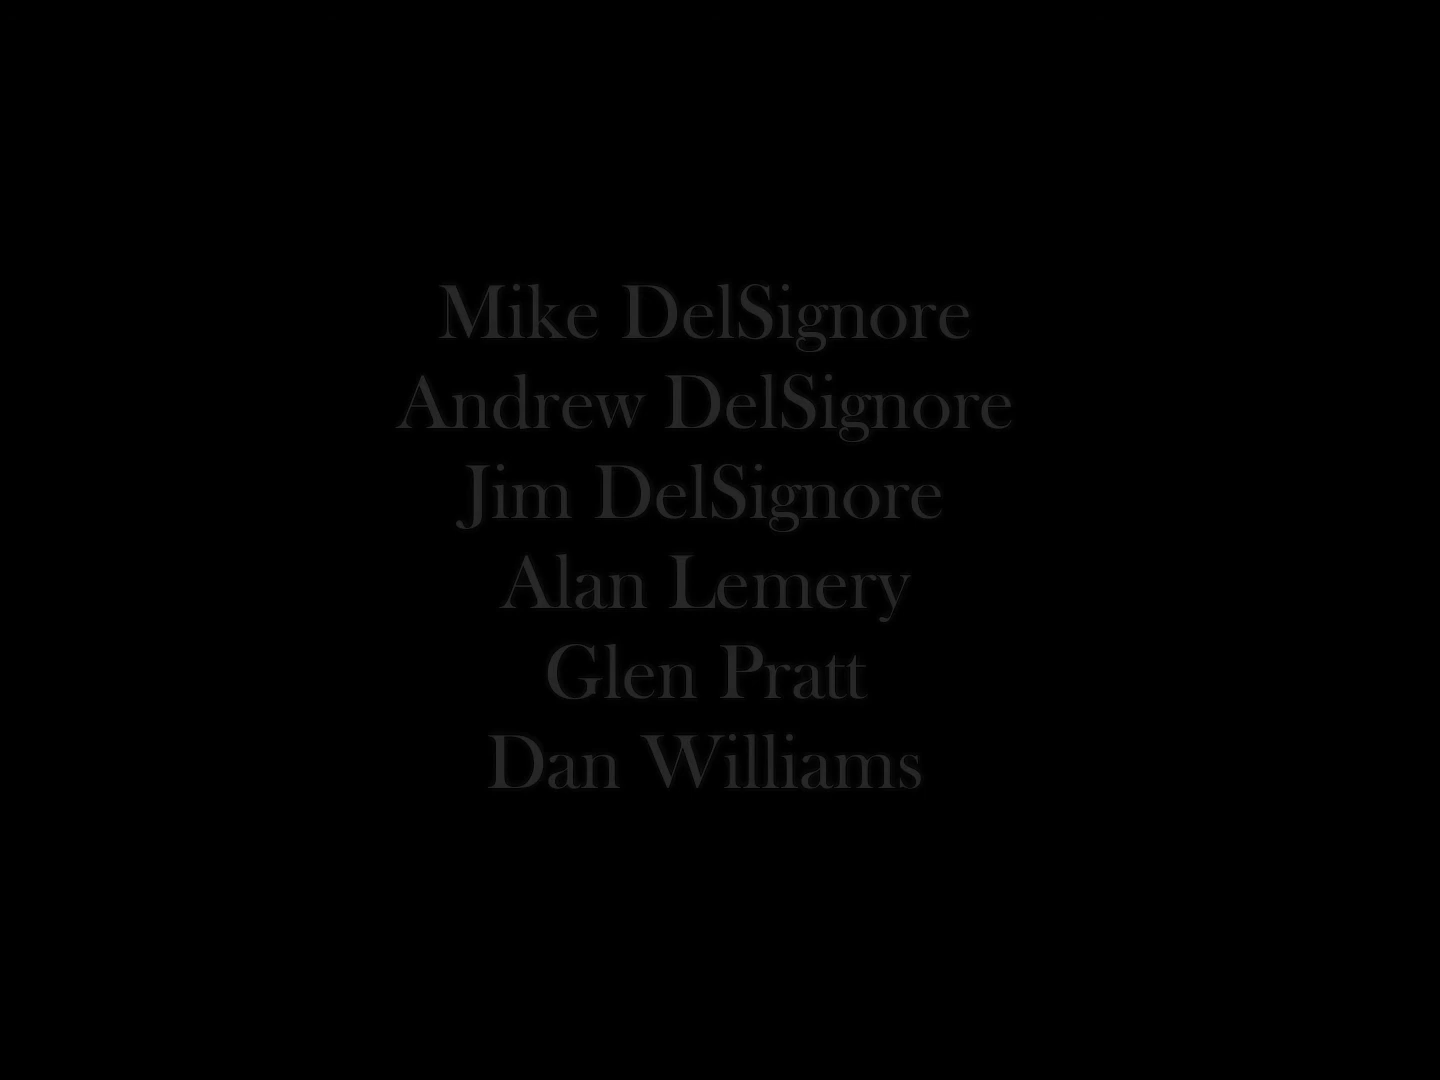 Mike DelSignore
Andrew DelSignore
Jim DelSignore
Alan Lemery
Glen Pratt
Dan Williams